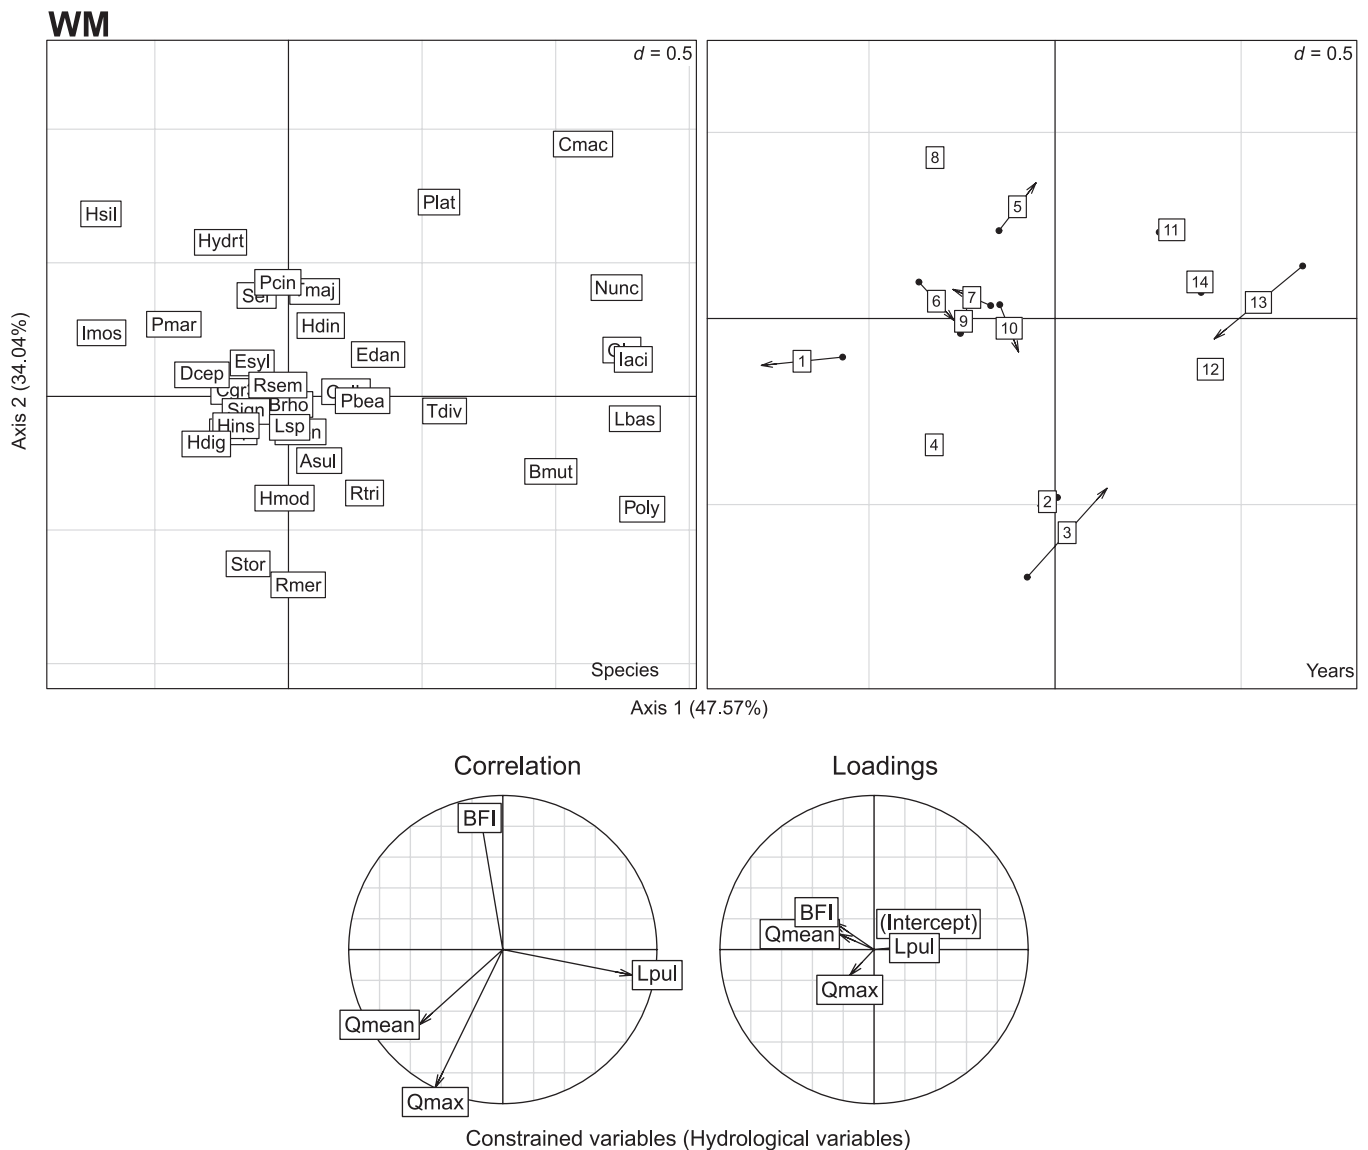 WM
d = 0.5
d = 0.5
Cmac
Plat
Hsil
Hydrt
Pcin
Nunc
Pmar
Hdin
Imos
Edan
Iaci
Esyl
Dcep
Rsem
Pbea
Brho
Tdiv
Lbas
Hins
Lsp
Hdig
Asul
Bmut
Rtri
Hmod
Poly
Stor
Rmer
Species
8
5
11
14
7
6
13
9
10
1
12
4
2
3
Years
Axis 2 (34.04%)
Axis 1 (47.57%)
Correlation
BFI
Lpul
Qmean
Qmax
Loadings
BFI
(Intercept)
Qmean
Lpul
Qmax
Constrained variables (Hydrological variables)